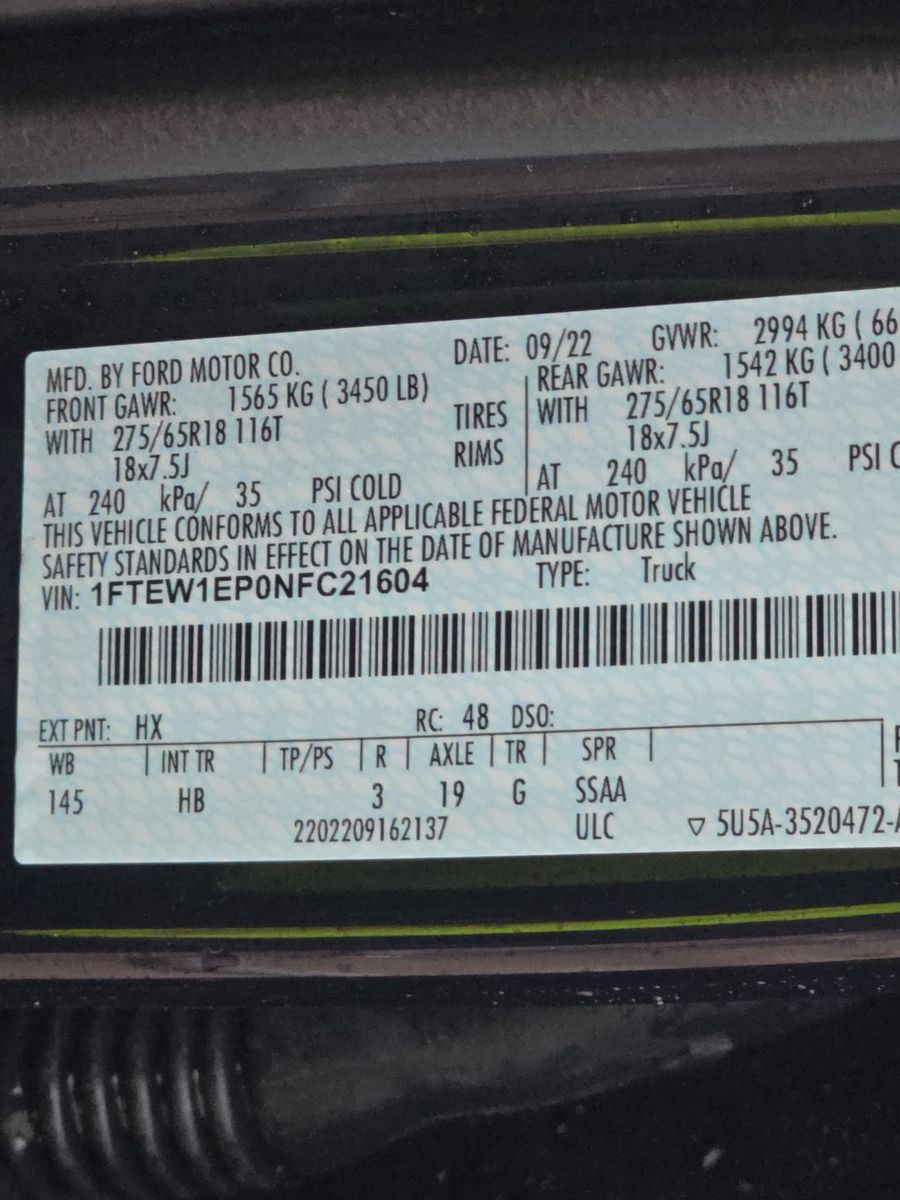 MFD. BY FORD MOTOR CO. DATE: 09/22 GVWR: 2994 KG ( 66
FRONT GAWR: 1565 KG ( 3450 LB) REAR GAWR: 1542 KG ( 3400
WITH 275/65R18 116T TIRES WITH 275/65R18 116T
18x7.5J RIMS 18x7.5J
AT 240 kPa/ 35 PSI COLD AT 240 kPa/ 35 PSI C
THIS VEHICLE CONFORMS TO ALL APPLICABLE FEDERAL MOTOR VEHICLE
SAFETY STANDARDS IN EFFECT ON THE DATE OF MANUFACTURE SHOWN ABOVE.
VIN: 1FTEW1EP0NFC21604 TYPE: Truck
EXT PNT: HX RC: 48 DSO:
WB INT TR TP/PS R AXLE TR SPR
145 HB 3 19 G SSAA
2202209162137 ULC ▽ 5U5A-3520472-